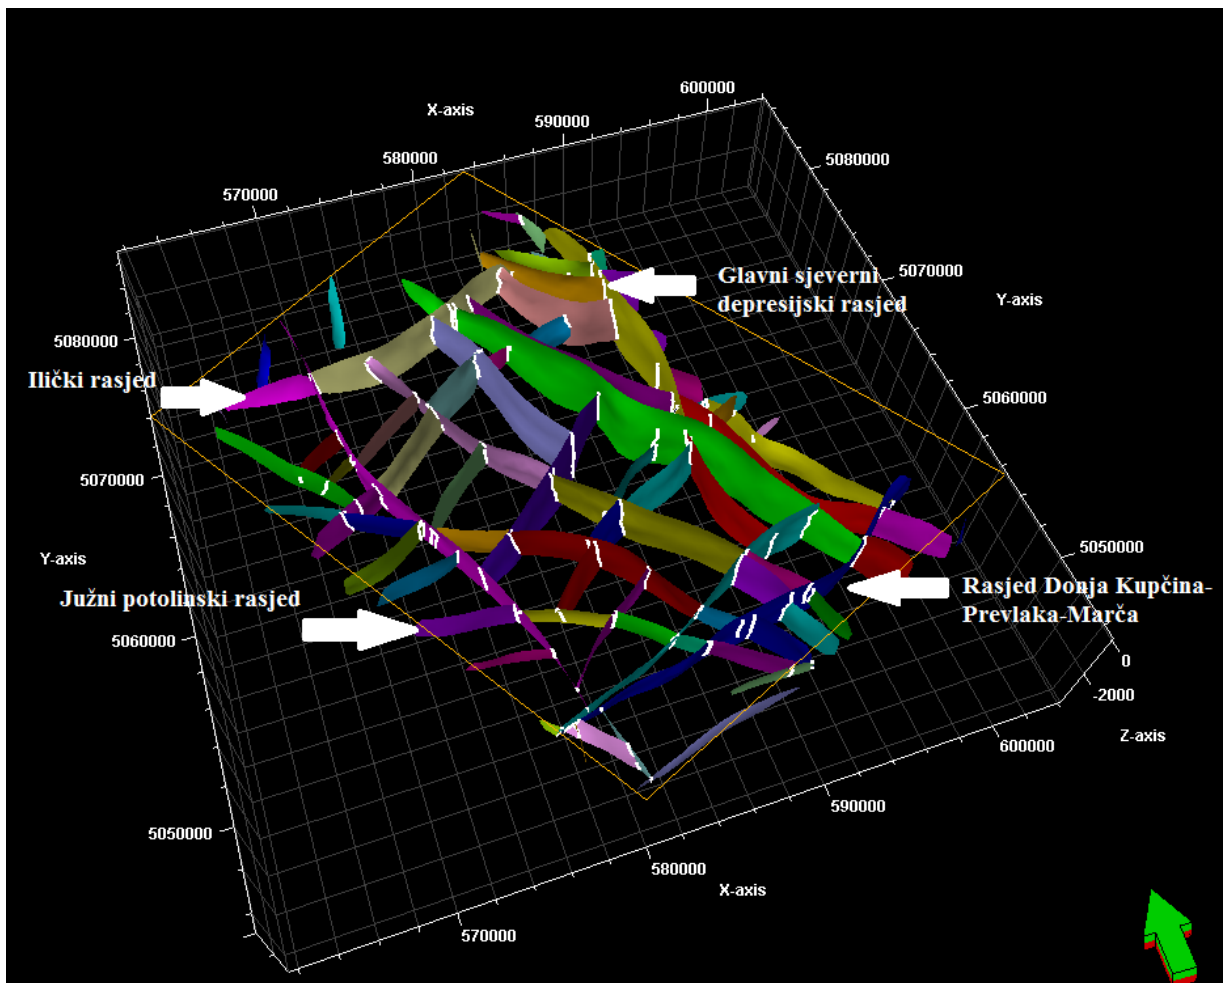 600000
X-axis
590000
580000
5080000
570000
5070000
Glavni sjeverni
depresijski rasjed
Y-axis
5080000
Ilički rasjed
5060000
5070000
5050000
Y-axis
Južni potolinski rasjed
Rasjed Donja Kupčina-
Prevlaka-Marča
5060000
0
-2000
Z-axis
600000
590000
5050000
580000
X-axis
570000